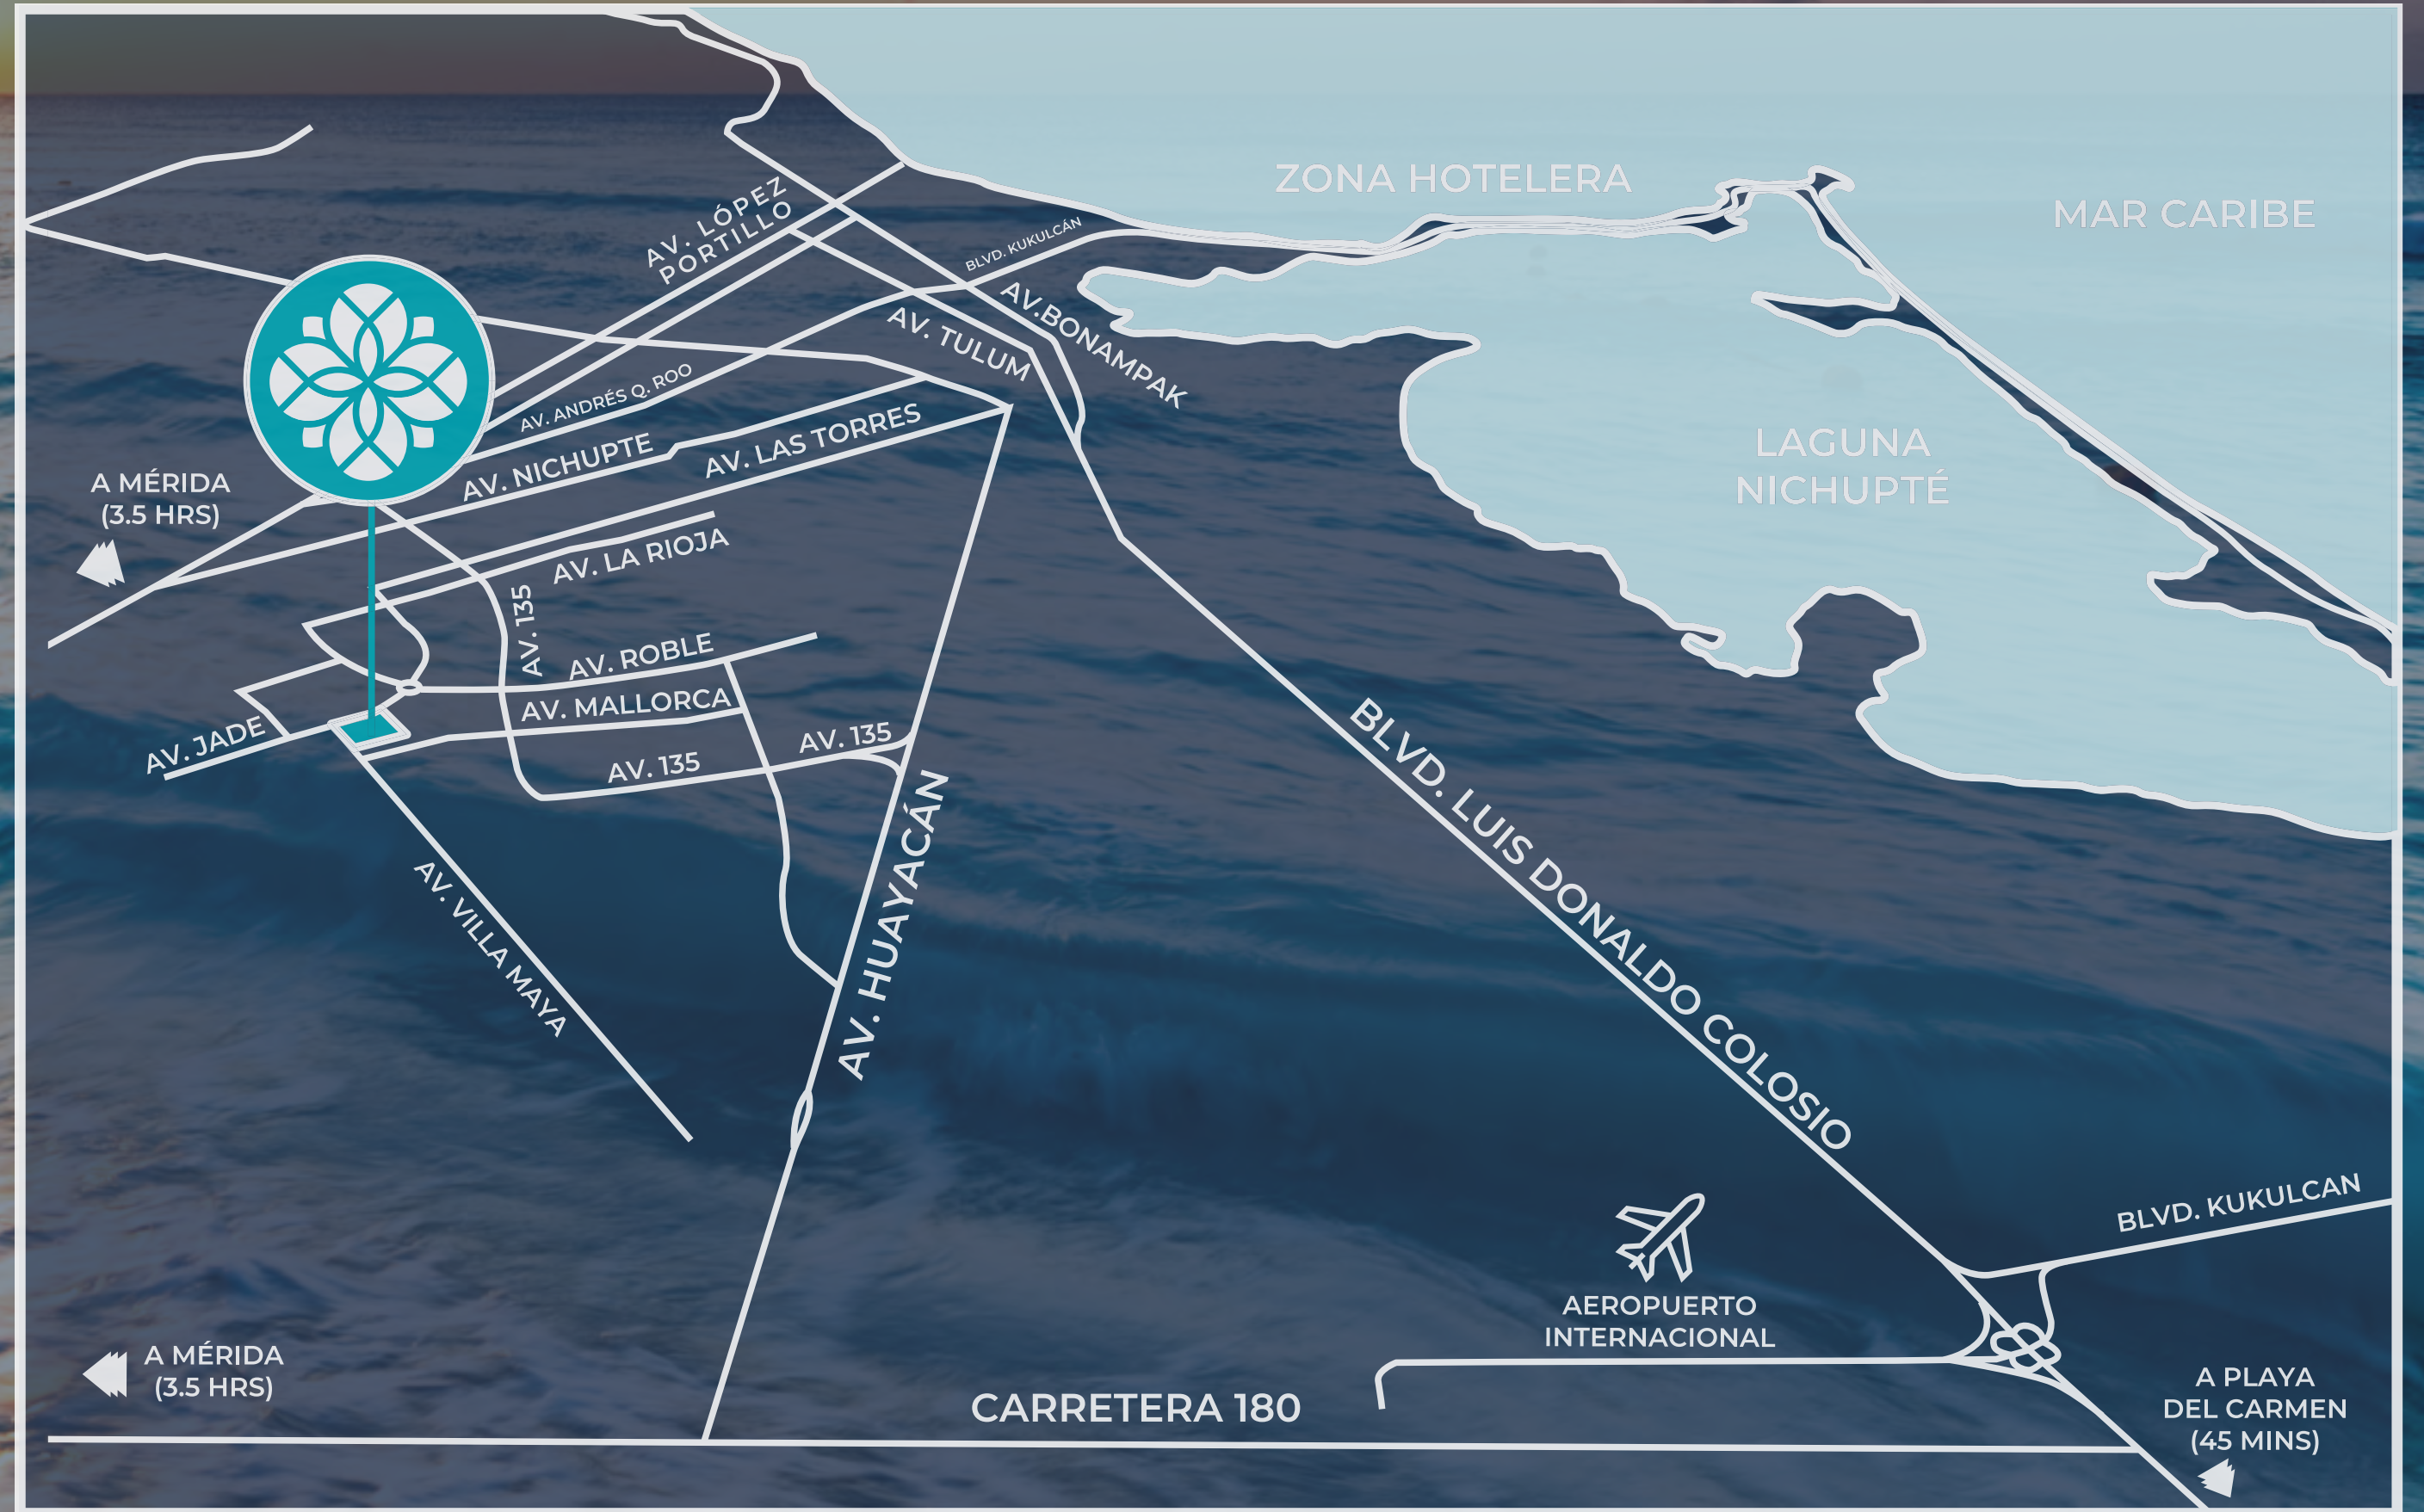 ZONA HOTELERA
MAR CARIBE
AV. LÓPEZ
PORTILLO
BLVD. KUKULCÁN
AV.BONAMPAK
AV. TULUM
AV. ANDRÉS Q. ROO
AV. NICHUPTE
AV. LAS TORRES
LAGUNA
NICHUPTÉ
A MÉRIDA
(3.5 HRS)
AV. LA RIOJA
AV. 135
AV. ROBLE
AV. MALLORCA
AV. JADE
AV. 135
AV. 135
AV. HUAYACÁN
AV. VILLA MAYA
BLVD. LUIS DONALDO COLOSIO
BLVD. KUKULCAN
AEROPUERTO
INTERNACIONAL
A MÉRIDA
(3.5 HRS)
CARRETERA 180
A PLAYA
DEL CARMEN
(45 MINS)